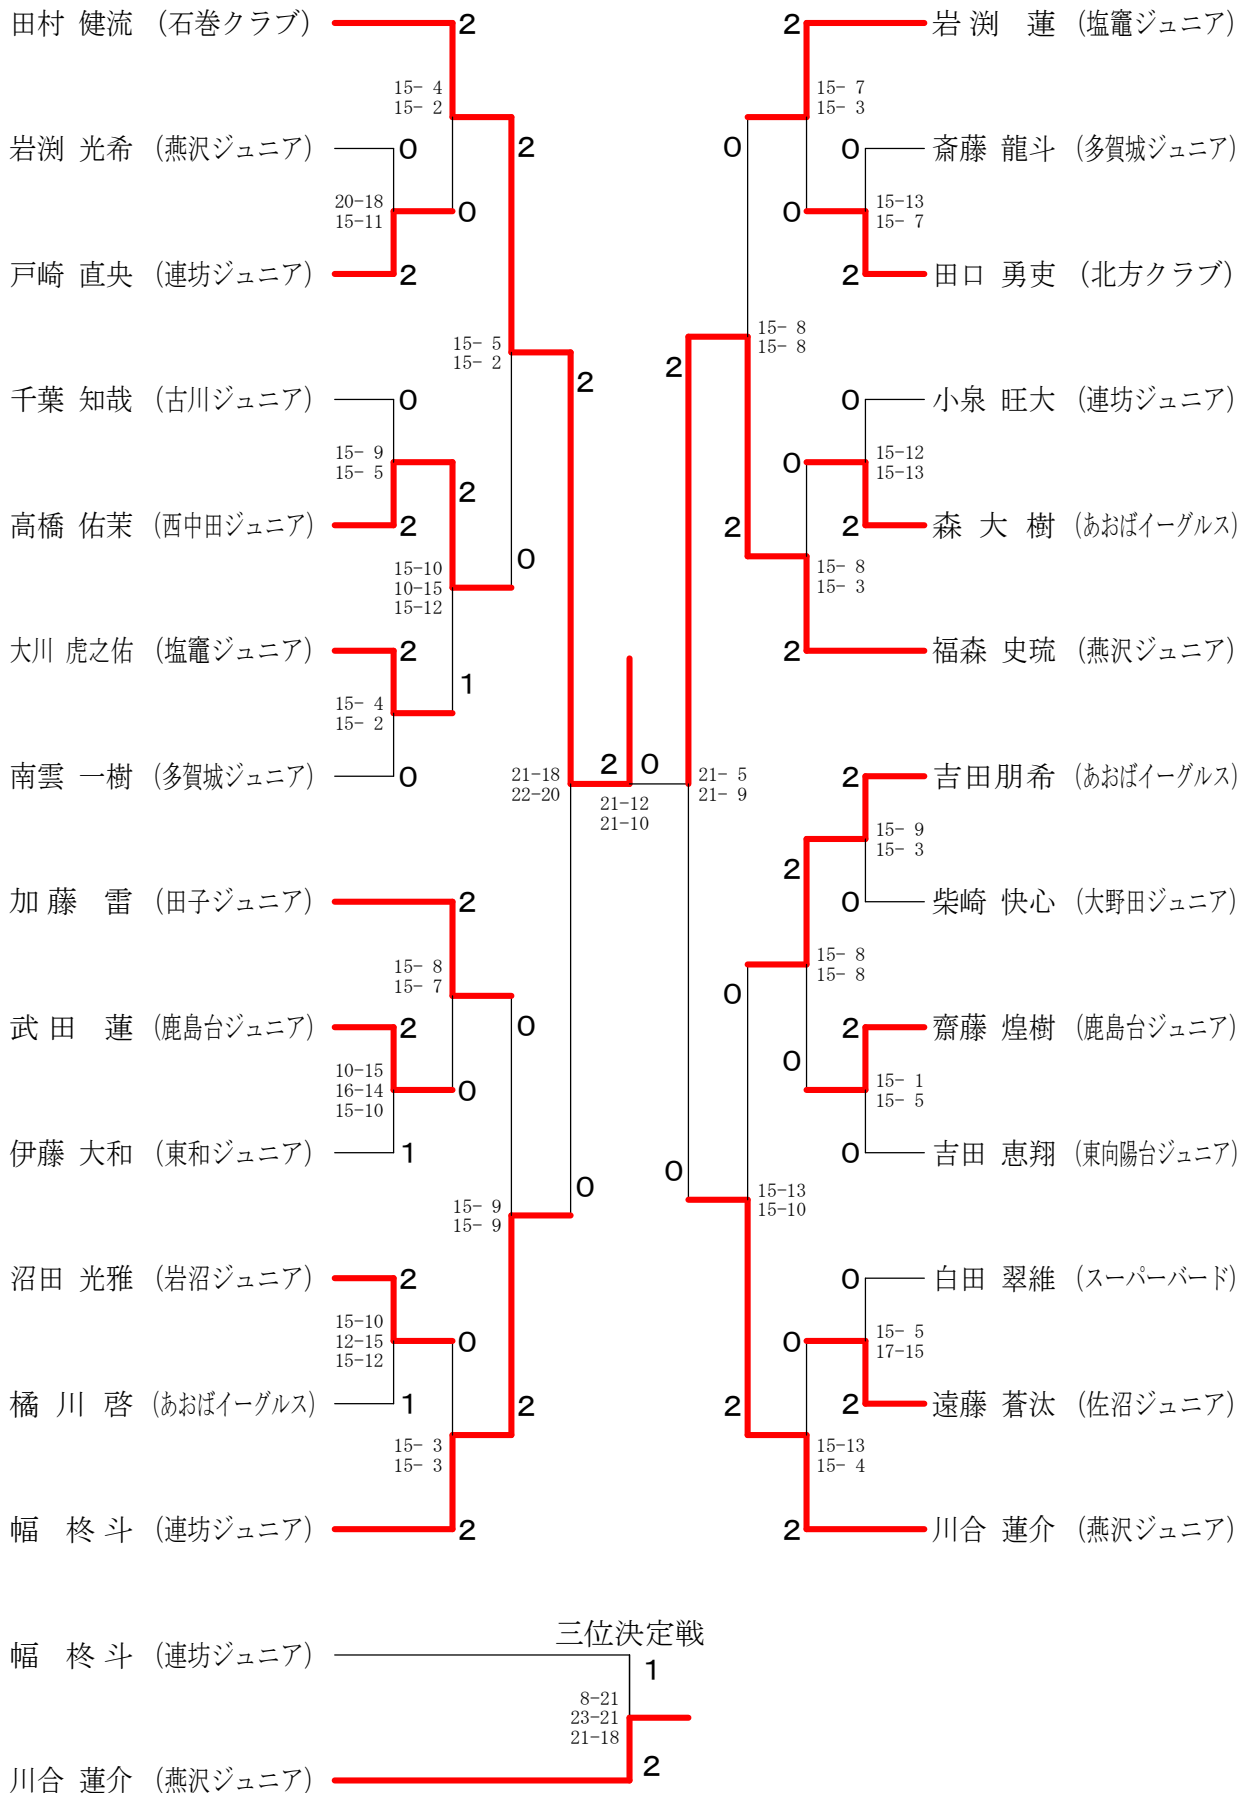 田村 健流 (石巻クラブ) 2
15- 4
15- 2
岩渕 光希 (燕沢ジュニア) 0
2
20-18
15-11
0
戸崎 直央 (連坊ジュニア) 2
15- 5
15- 2
2
千葉 知哉 (古川ジュニア) 0
15- 9
15- 5
2
高橋 佑茉 (西中田ジュニア) 2
0
15-10
10-15
15-12
大川 虎之佑 (塩竈ジュニア) 2
1
15- 4
15- 2
南雲 一樹 (多賀城ジュニア) 0
21-18
22-20
加藤 雷 (田子ジュニア) 2
15- 8
15- 7
武田 蓮 (鹿島台ジュニア) 2
0
10-15
16-14
15-10
0
伊藤 大和 (東和ジュニア) 1
0
15- 9
15- 9
沼田 光雅 (岩沼ジュニア) 2
15-10
12-15
15-12
0
橘川 啓 (あおばイーグルス) 1
2
15- 3
15- 3
幅 柊斗 (連坊ジュニア) 2
2 0
21-12
21-10
2 岩渕 蓮 (塩竈ジュニア)
15- 7
15- 3
0
0 斎藤 龍斗 (多賀城ジュニア)
15-13
15- 7
0
2 田口 勇吏 (北方クラブ)
15- 8
15- 8
2
0 小泉 旺大 (連坊ジュニア)
15-12
15-13
0
2 森 大樹 (あおばイーグルス)
2
15- 8
15- 3
2 福森 史琉 (燕沢ジュニア)
21- 5
21- 9
2 吉田朋希 (あおばイーグルス)
15- 9
15- 3
2
0 柴崎 快心 (大野田ジュニア)
15- 8
15- 8
0
2 齋藤 煌樹 (鹿島台ジュニア)
0
15- 1
15- 5
0 吉田 恵翔 (東向陽台ジュニア)
0
15-13
15-10
0 白田 翠維 (スーパーバード)
15- 5
17-15
0
2 遠藤 蒼汰 (佐沼ジュニア)
2
15-13
15- 4
2 川合 蓮介 (燕沢ジュニア)
三位決定戦
幅 柊斗 (連坊ジュニア)
1
8-21
23-21
21-18
2
川合 蓮介 (燕沢ジュニア)